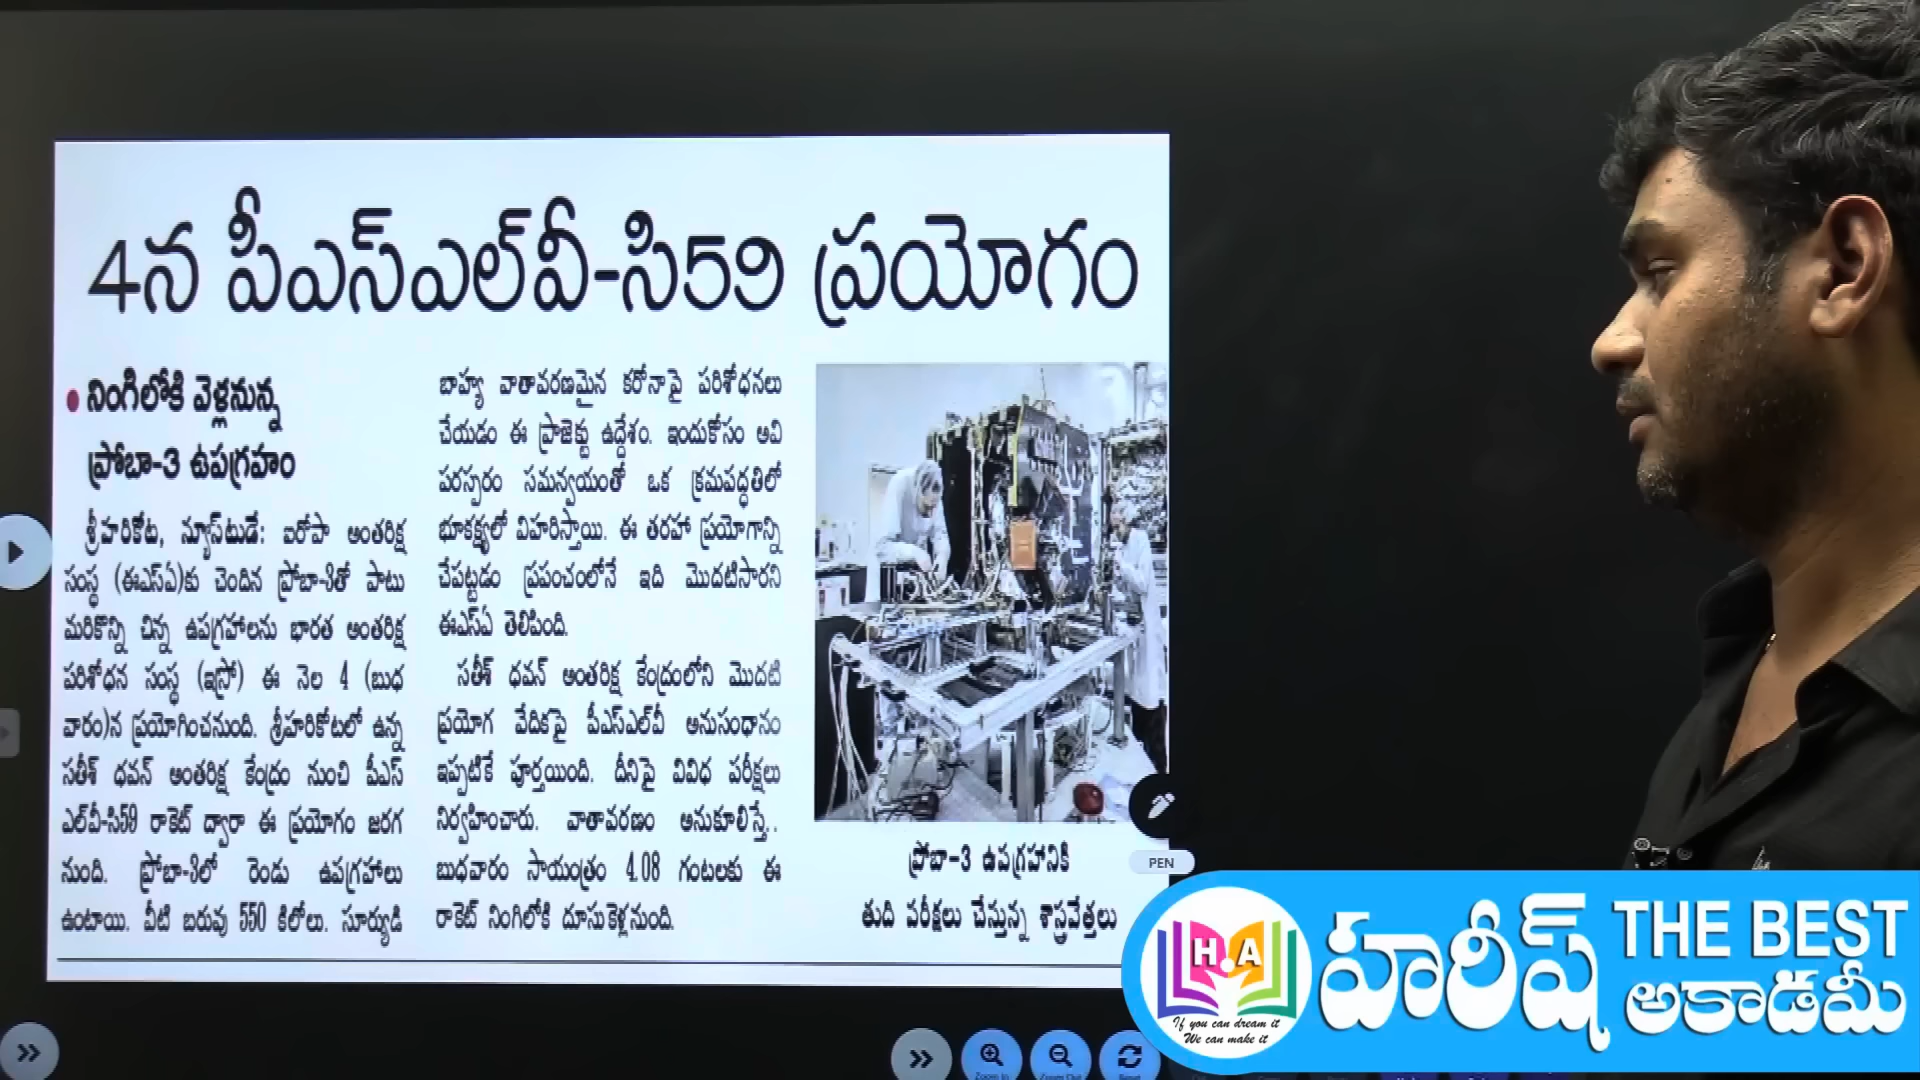 4న పీఎస్ఎల్‌వీ-సి59 ప్రయోగం
నింగిలోకి వెళ్లనున్న
ప్రోబా-3 ఉపగ్రహం
శ్రీహరికోట, న్యూస్‌టుడే: ఐరోపా అంతరిక్ష
సంస్థ (ఈఎస్ఏ)కు చెందిన ప్రోబా-3తో పాటు
మరికొన్ని చిన్న ఉపగ్రహాలను భారత అంతరిక్ష
పరిశోధన సంస్థ (ఇస్రో) ఈ నెల 4 (బుధ
వారం)న ప్రయోగించనుంది. శ్రీహరికోటలో ఉన్న
సతీశ్ ధవన్ అంతరిక్ష కేంద్రం నుంచి పీఎస్
ఎల్‌వీ-సి59 రాకెట్ ద్వారా ఈ ప్రయోగం జరగ
నుంది. ప్రోబా-3లో రెండు ఉపగ్రహాలు
ఉంటాయి. వీటి బరువు 550 కిలోలు. సూర్యుడి
బాహ్య వాతావరణమైన కరోనాపై పరిశోధనలు
చేయడం ఈ ప్రాజెక్టు ఉద్దేశం. ఇందుకోసం అవి
పరస్పరం సమన్వయంతో ఒక క్రమపద్ధతిలో
భూకక్ష్యలో విహరిస్తాయి. ఈ తరహా ప్రయోగాన్ని
చేపట్టడం ప్రపంచంలోనే ఇది మొదటిసారని
ఈఎస్ఏ తెలిపింది.
సతీశ్ ధవన్ అంతరిక్ష కేంద్రంలోని మొదటి
ప్రయోగ వేదికపై పీఎస్ఎల్‌వీ అనుసంధానం
ఇప్పటికే పూర్తయింది. దీనిపై వివిధ పరీక్షలు
నిర్వహించారు. వాతావరణం అనుకూలిస్తే..
బుధవారం సాయంత్రం 4.08 గంటలకు ఈ
రాకెట్ నింగిలోకి దూసుకెళ్లనుంది.
ప్రోబా-3 ఉపగ్రహానికి
తుది పరీక్షలు చేస్తున్న శాస్త్రవేత్తలు
PEN
H.A
If you can dream it
We can make it
హరీష్
THE BEST
అకాడమీ
Zoom In
Zoom Out
Reset